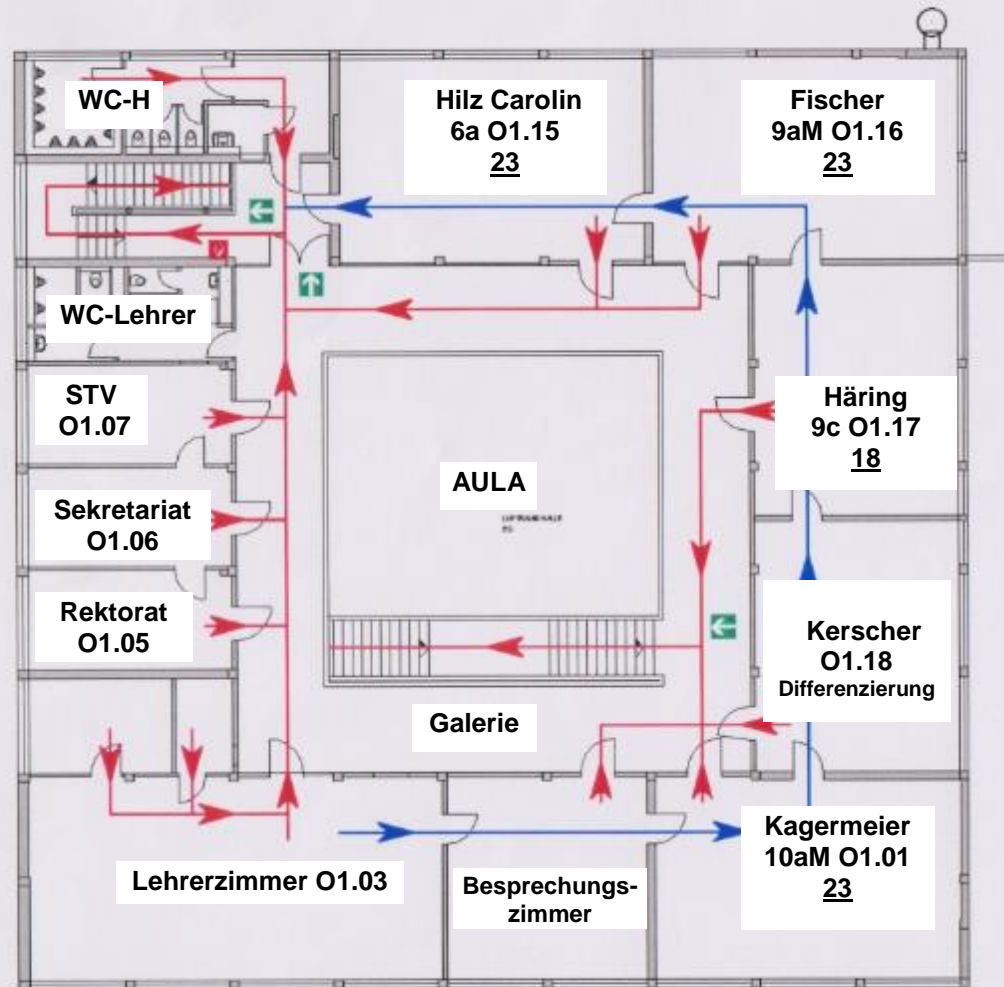 WC-H
Hilz Carolin
6a O1.15
23
Fischer
9aM O1.16
23
WC-Lehrer
STV
O1.07
Häring
9c O1.17
18
AULA
Sekretariat
O1.06
Rektorat
O1.05
Kerscher
O1.18
Differenzierung
Galerie
Kagermeier
10aM O1.01
23
Lehrerzimmer O1.03
Besprechungs-
zimmer